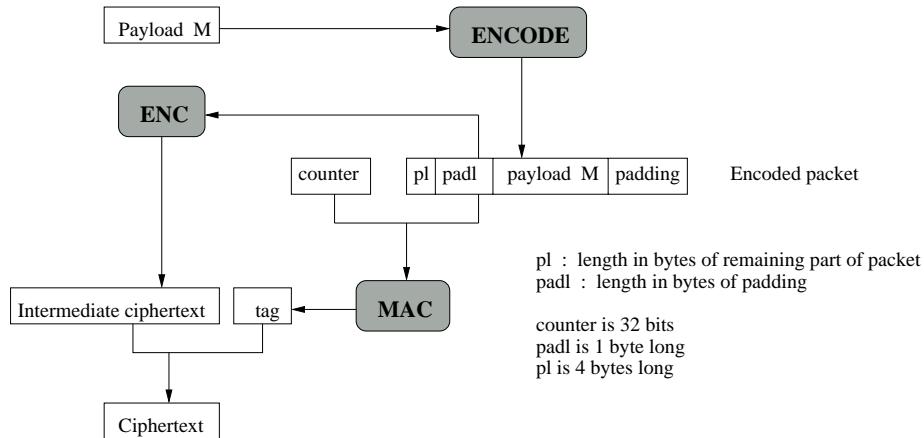 Payload M
ENCODE
ENC
counter
pl
padl
payload M
padding
Encoded packet
pl : length in bytes of remaining part of packet
padl : length in bytes of padding
Intermediate ciphertext
tag
MAC
counter is 32 bits
padl is 1 byte long
pl is 4 bytes long
Ciphertext